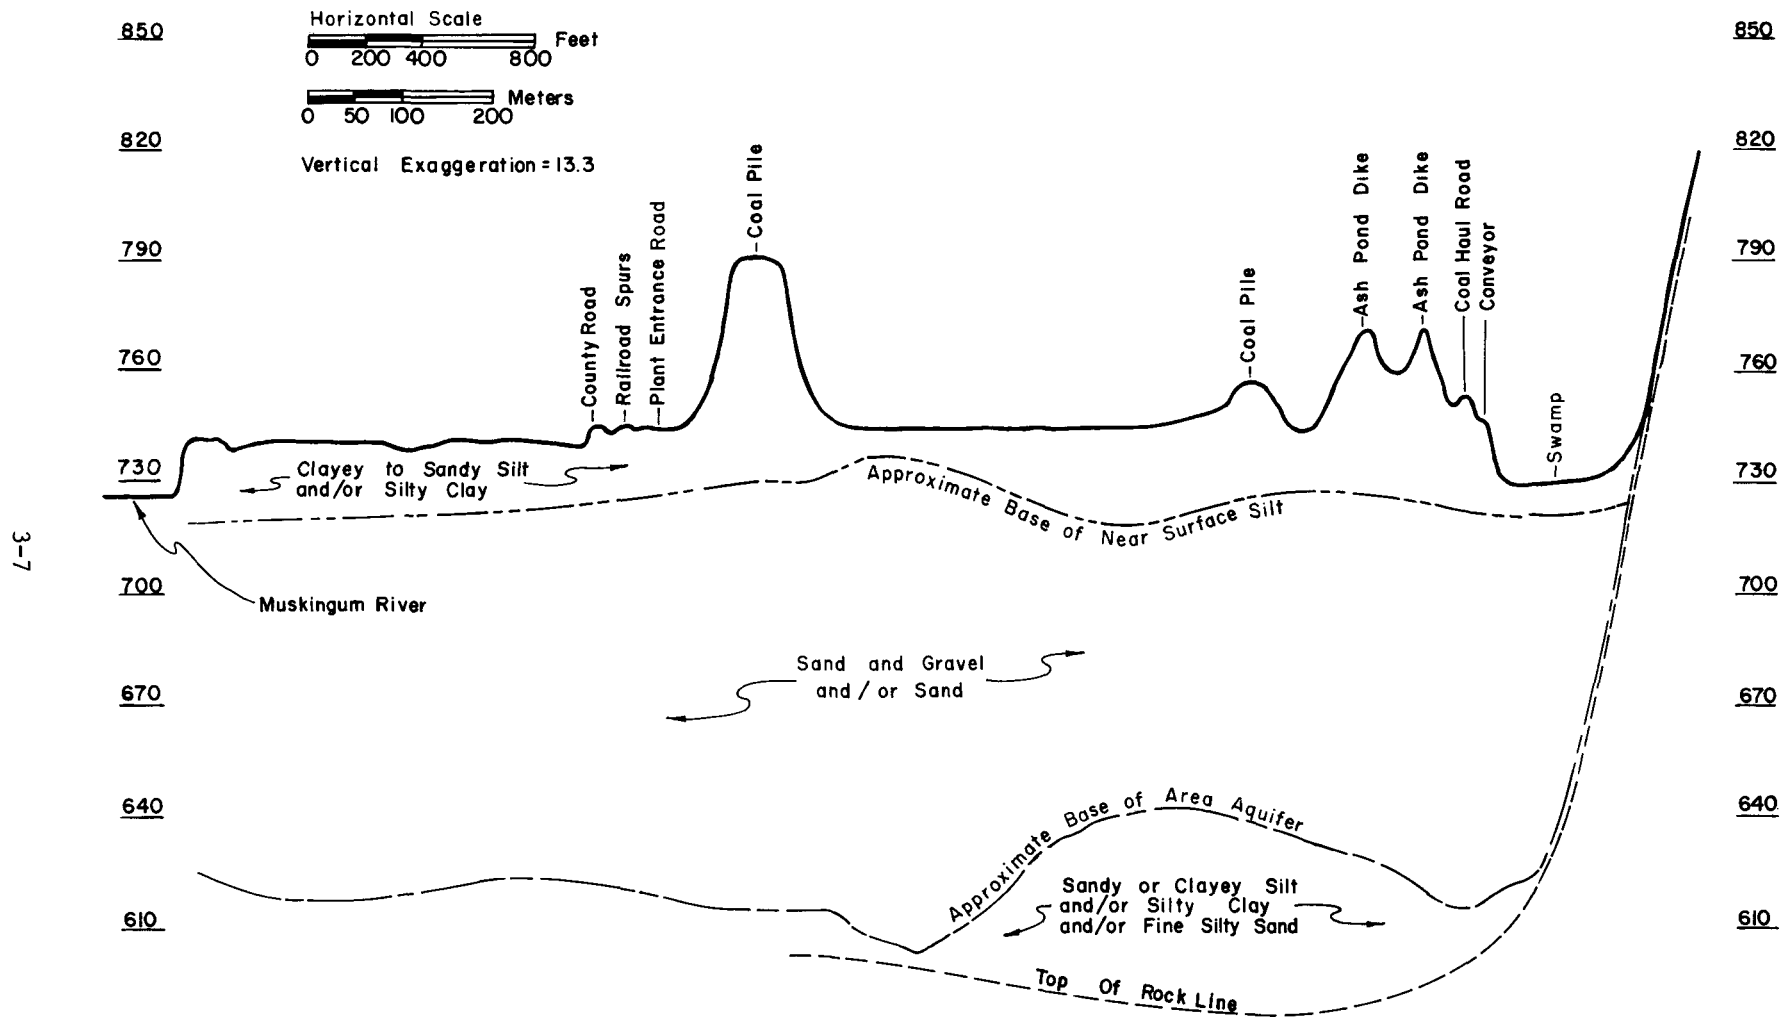 Horizontal Scale
Feet
0 200 400 800
Meters
0 50 100 200
Vertical Exaggeration = 13.3
850
820
790
760
730
700
670
640
610
850
820
790
760
730
700
670
640
610
County Road
Railroad Spurs
Plant Entrance Road
Coal Pile
Coal Pile
Ash Pond Dike
Ash Pond Dike
Coal Haul Road
Conveyor
Swamp
Clayey to Sandy Silt
and/or Silty Clay
Approximate Base of Near Surface Silt
Muskingum River
Sand and Gravel
and / or Sand
Approximate Base of Area Aquifer
Sandy or Clayey Silt
and/or Silty Clay
and/or Fine Silty Sand
Top Of Rock Line
3-7